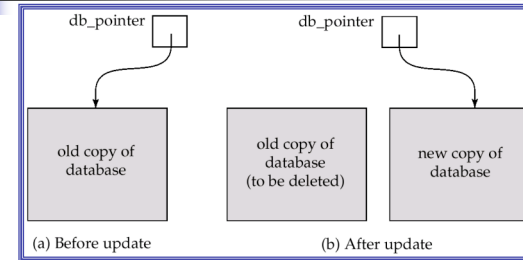 db_pointer
old copy of
database
(a) Before update
db_pointer
old copy of
database
(to be deleted)
new copy of
database
(b) After update